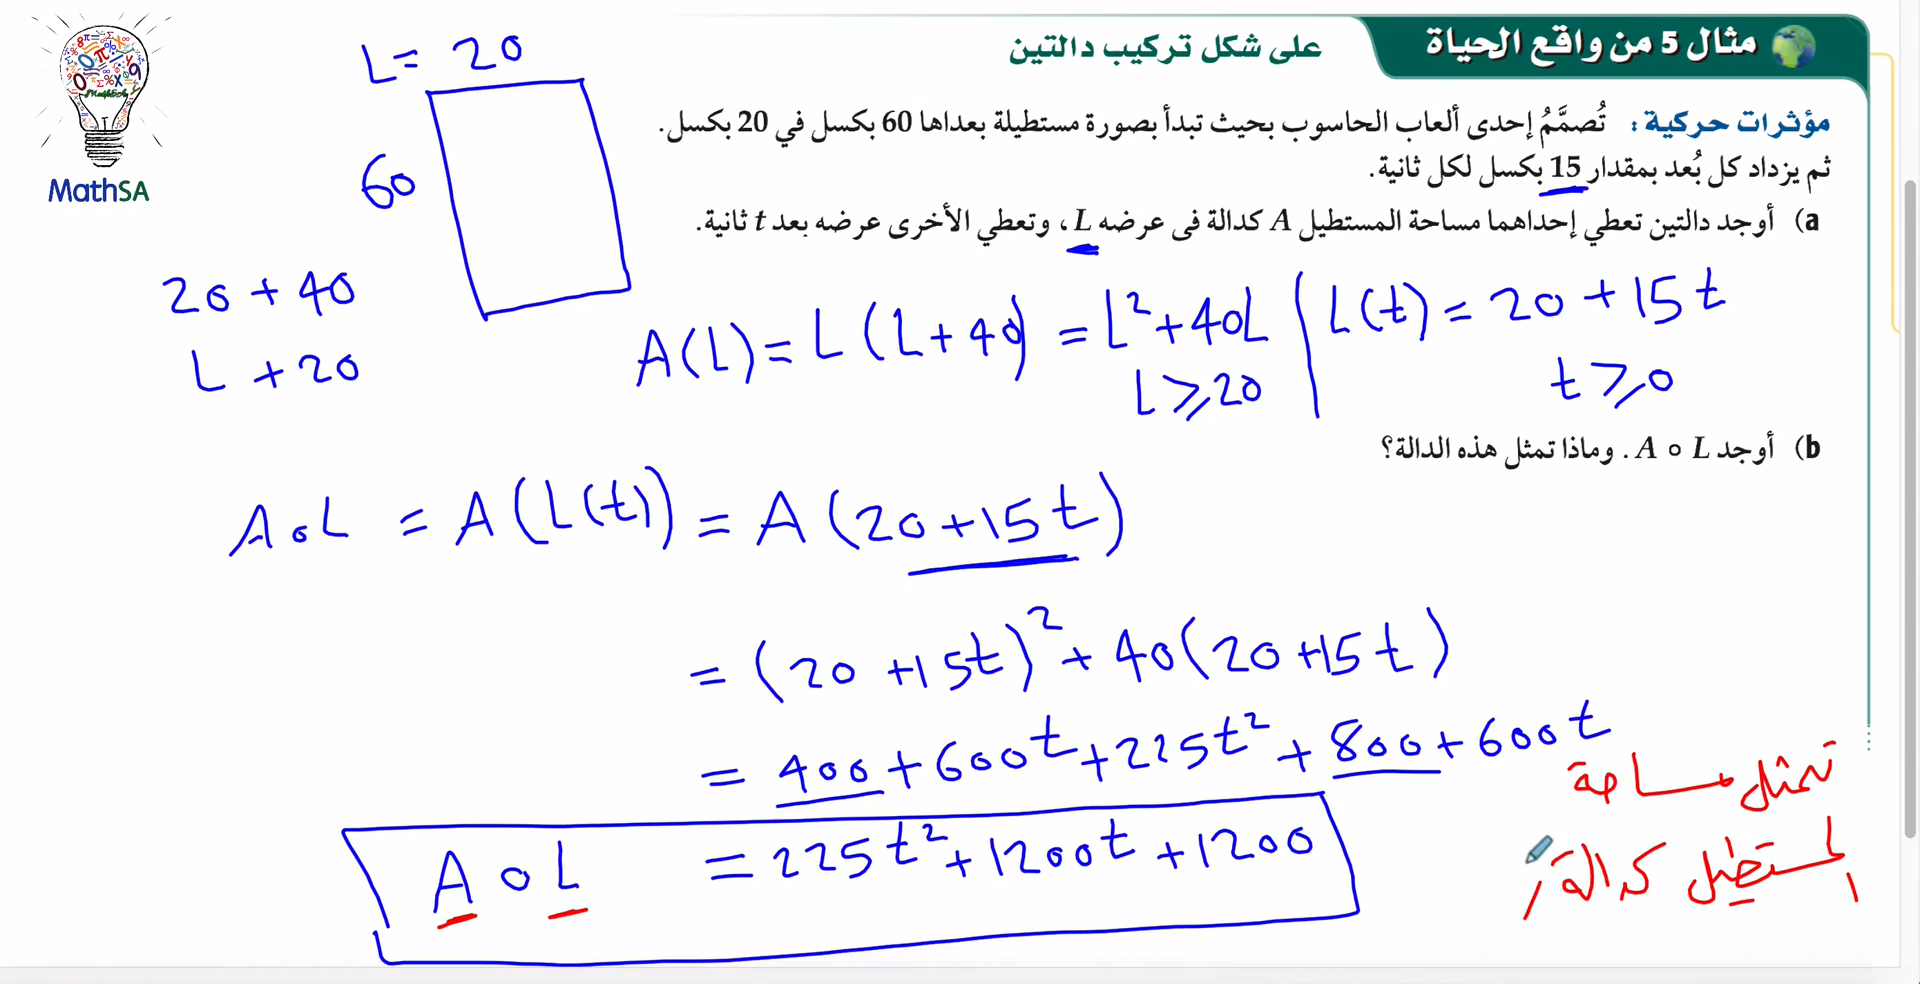 مثال 5 من واقع الحياة
على شكل تركيب دالتين
MathSA
L = 20
60
مؤثرات حركية : تُصمَّمُ إحدى ألعاب الحاسوب بحيث تبدأ بصورة مستطيلة بعداها 60 بكسل في 20 بكسل.
ثم يزداد كل بُعد بمقدار 15 بكسل لكل ثانية.
a) أوجد دالتين تعطي إحداهما مساحة المستطيل A كدالة في عرضه L ، وتعطي الأخرى عرضه بعد t ثانية.
20 + 40
L + 20
A(L) = L(L + 40) = L² + 40L
L ⩾ 20
L(t) = 20 + 15t
t ⩾ 0
b) أوجد A ∘ L . وماذا تمثل هذه الدالة؟
A∘L = A(L(t)) = A(20+15t)
= (20 + 15t)² + 40(20+15t)
= 400 + 600t + 225t² + 800 + 600t
A ∘ L = 225t² + 1200t + 1200
تمثل مساحة
المستطيل كدالة